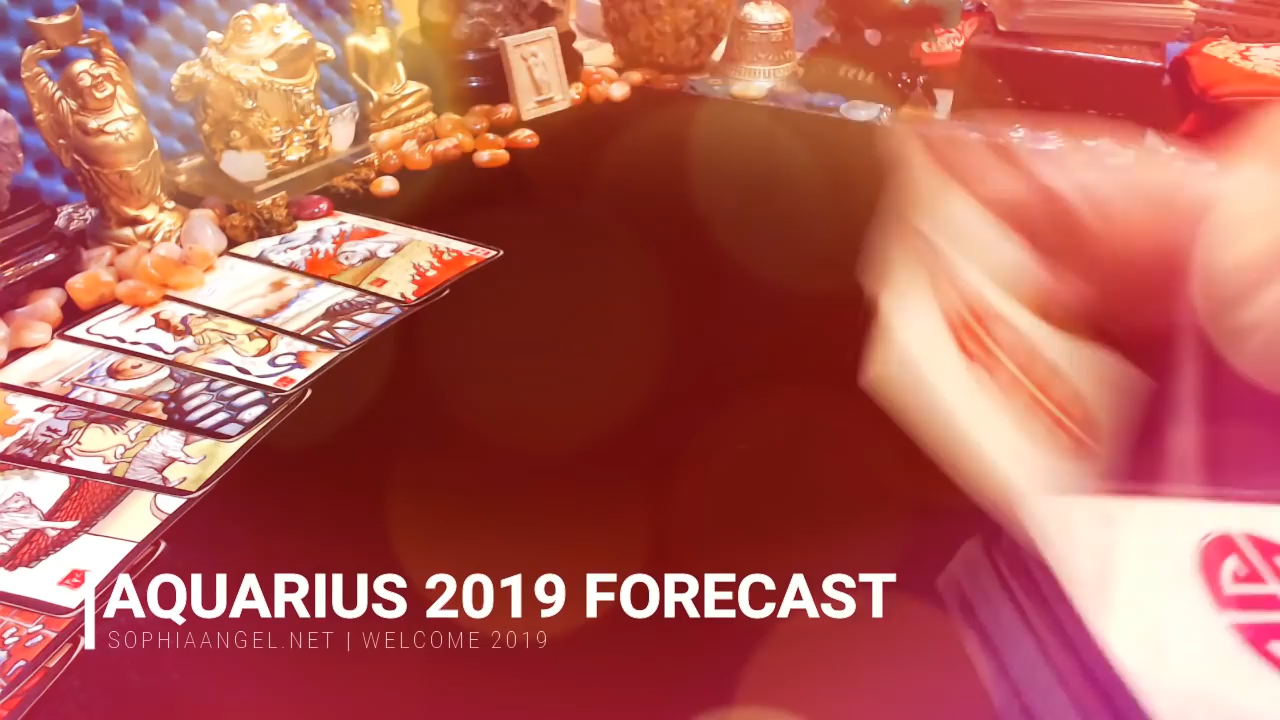 AQUARIUS 2019 FORECAST
SOPHIAANGEL.NET | WELCOME 2019